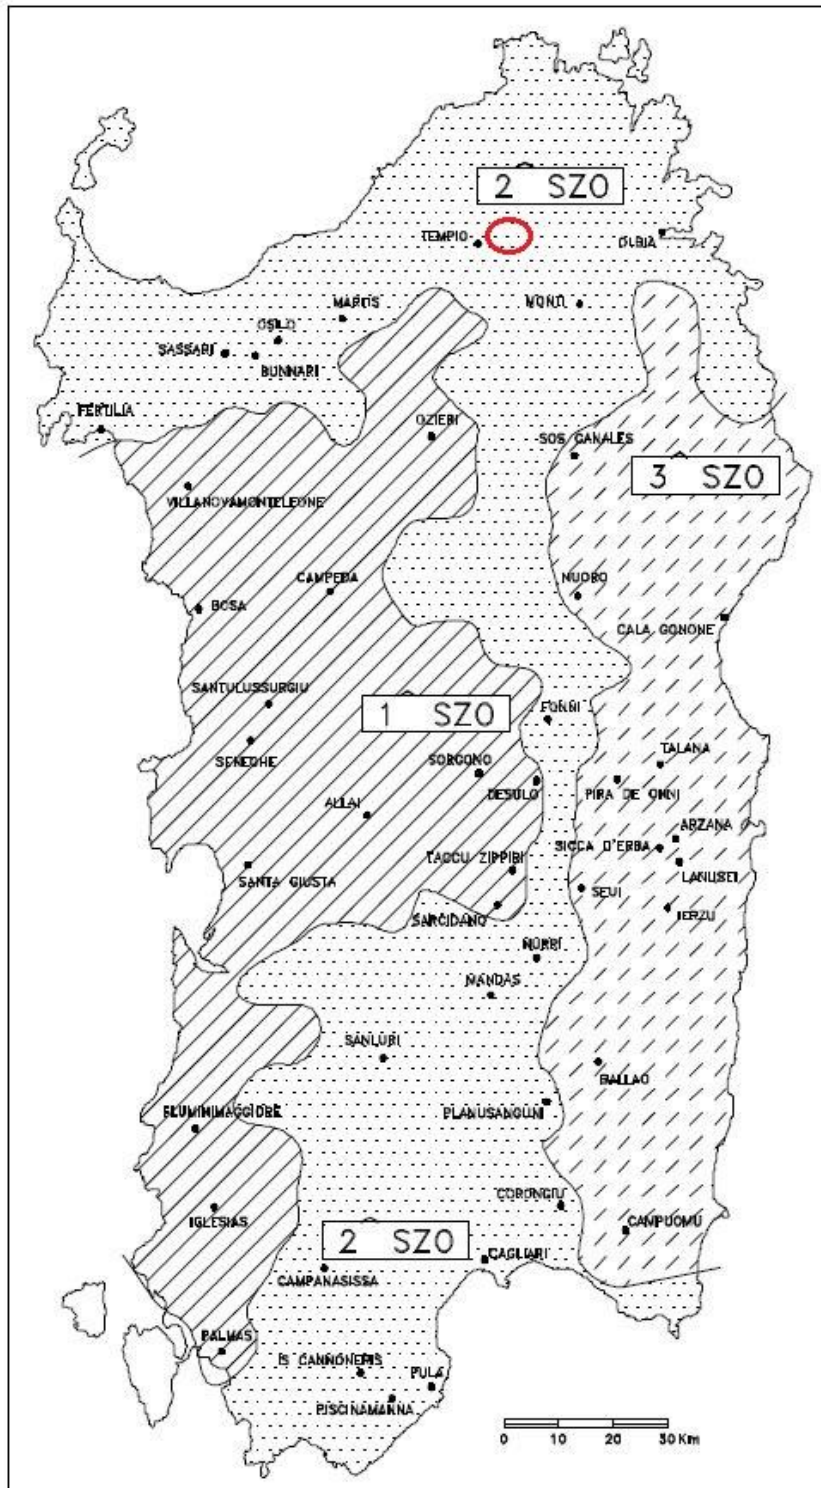 2 SZO
TEMPIO
OLBIA
MONTI
MARTIS
OSILO
SASSARI
BUNNARI
FERTILIA
OZIERI
SOS CANALES
3 SZO
VILLANOVAMONTELEONE
NUORO
CAMPEDA
BOSA
CALA GONONE
SANTULUSSURGIU
1 SZO
FONNI
SENEGHE
TALANA
SORGONO
DESULO
PIRA DE ONNI
ALLAI
ARZANA
SICCA D'ERBA
TACCU ZIPPIRI
LANUSEI
SANTA GIUSTA
SEUI
SARCIDANO
IERZU
NURRI
MANDAS
SANLURI
BALLAO
FLUMINIMAGGIORE
PLANUSANGUNI
CORONGIU
IGLESIAS
CAMPUOMU
2 SZO
CAGLIARI
CAMPANASISSA
PALMAS
IS CANNONERIS
PULA
PISCINAMANNA
0 10 20 30 Km